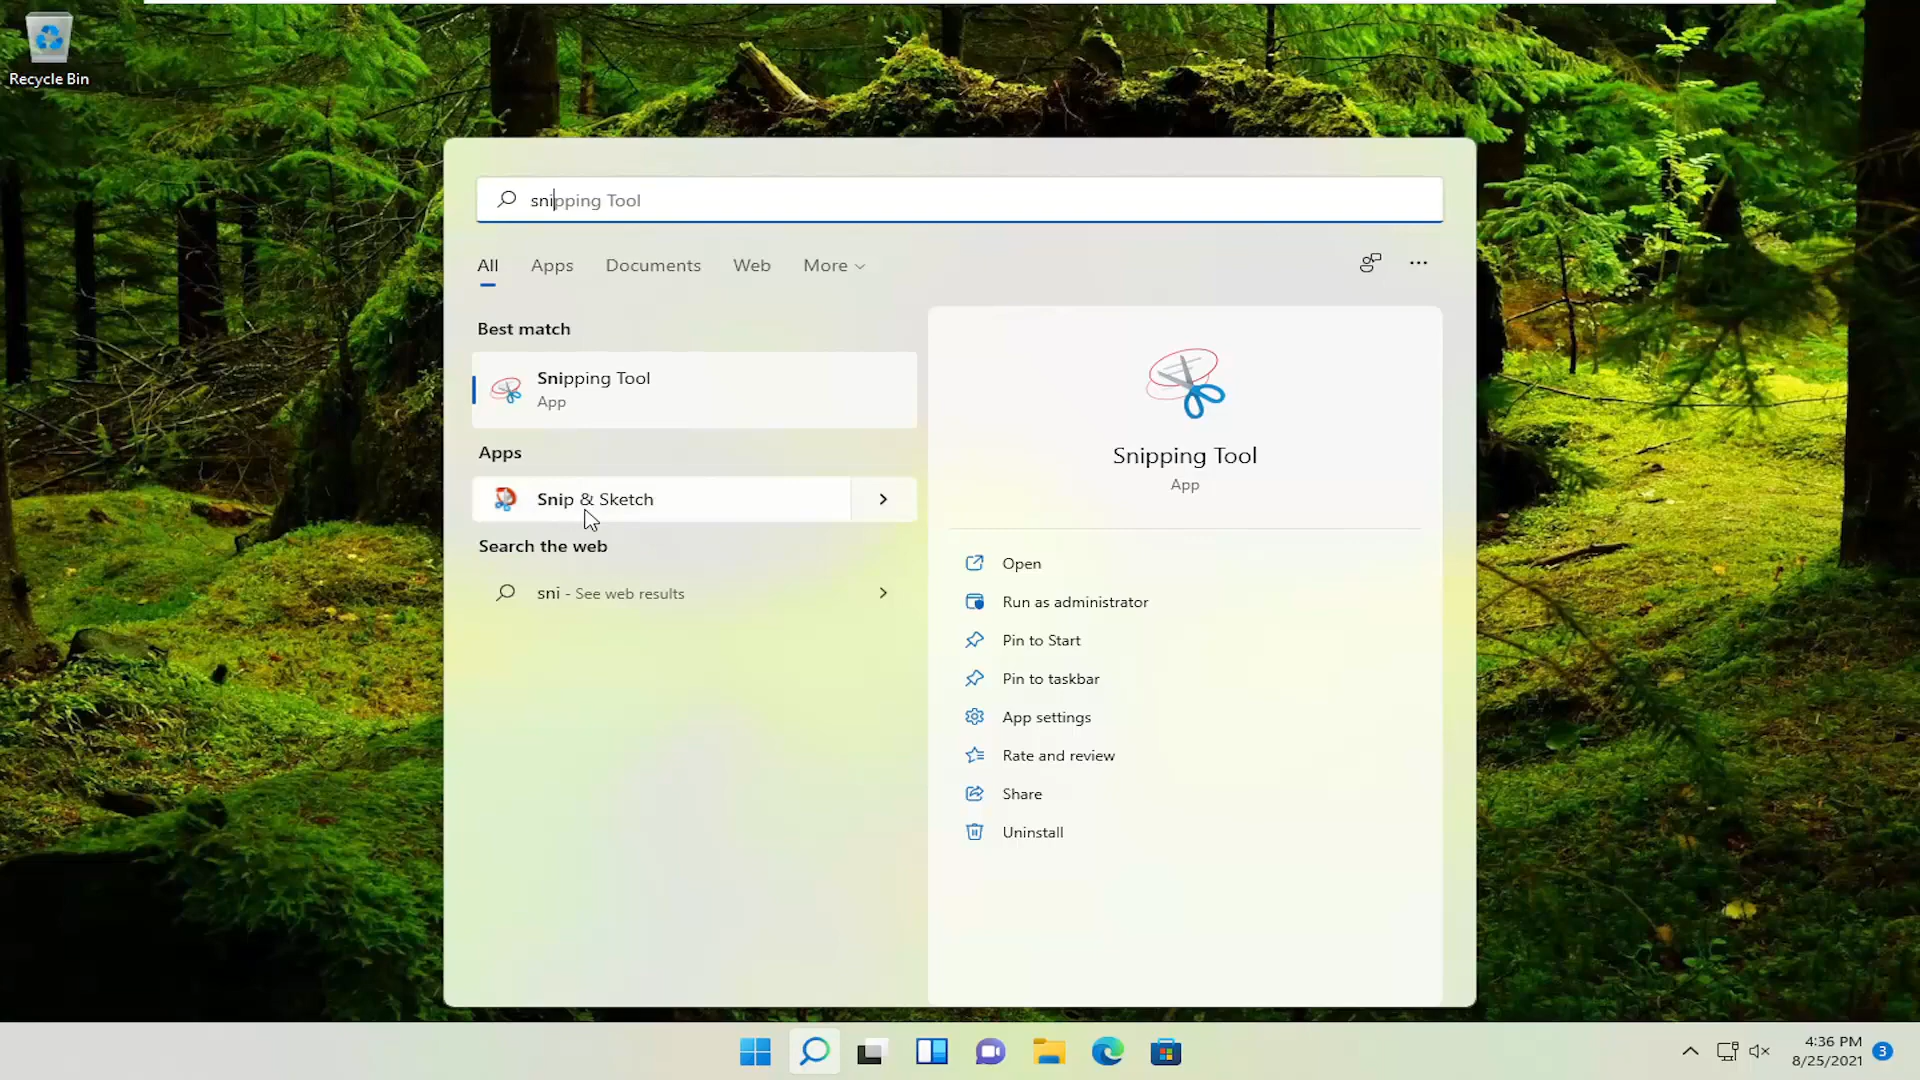 Recycle Bin
snipping Tool
All Apps Documents Web More
Best match
Snipping Tool
App
Apps
Snip & Sketch
Search the web
sni - See web results
Snipping Tool
App
Open
Run as administrator
Pin to Start
Pin to taskbar
App settings
Rate and review
Share
Uninstall
4:36 PM
8/25/2021
3